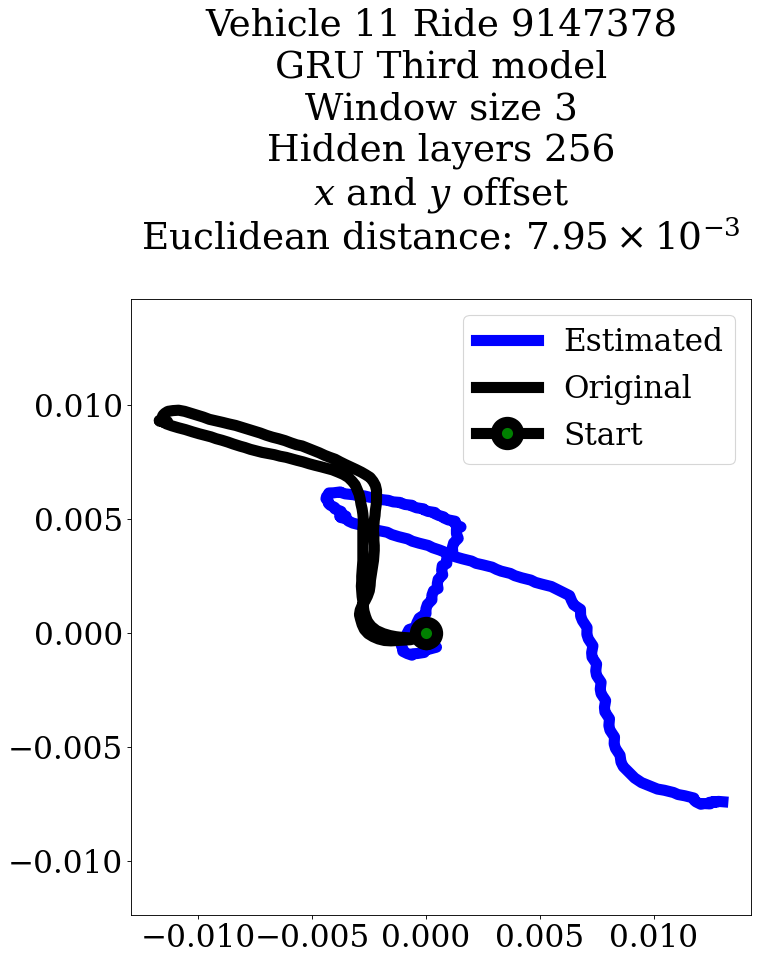 Vehicle 11 Ride 9147378
GRU Third model
Window size 3
Hidden layers 256
x and y offset
Euclidean distance: 7.95 × 10⁻³
Estimated
Original
Start
0.010
0.005
0.000
−0.005
−0.010
−0.010 −0.005 0.000 0.005 0.010